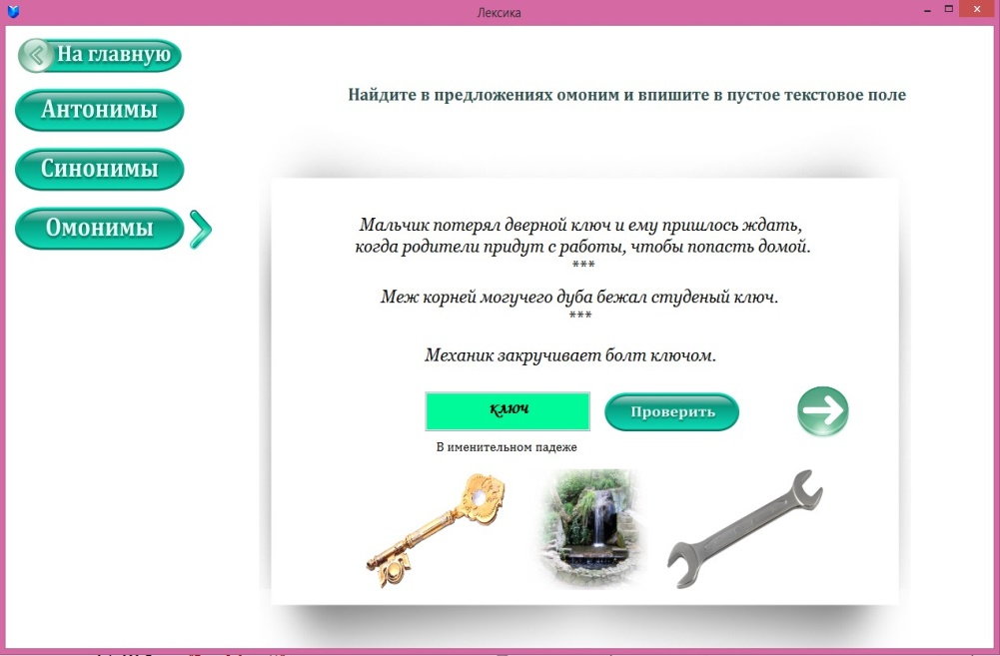 Лексика
На главную
Антонимы
Синонимы
Омонимы
Найдите в предложениях омоним и впишите в пустое текстовое поле
Мальчик потерял дверной ключ и ему пришлось ждать,
когда родители придут с работы, чтобы попасть домой.
***
Меж корней могучего дуба бежал студеный ключ.
***
Механик закручивает болт ключом.
ключ
Проверить
В именительном падеже